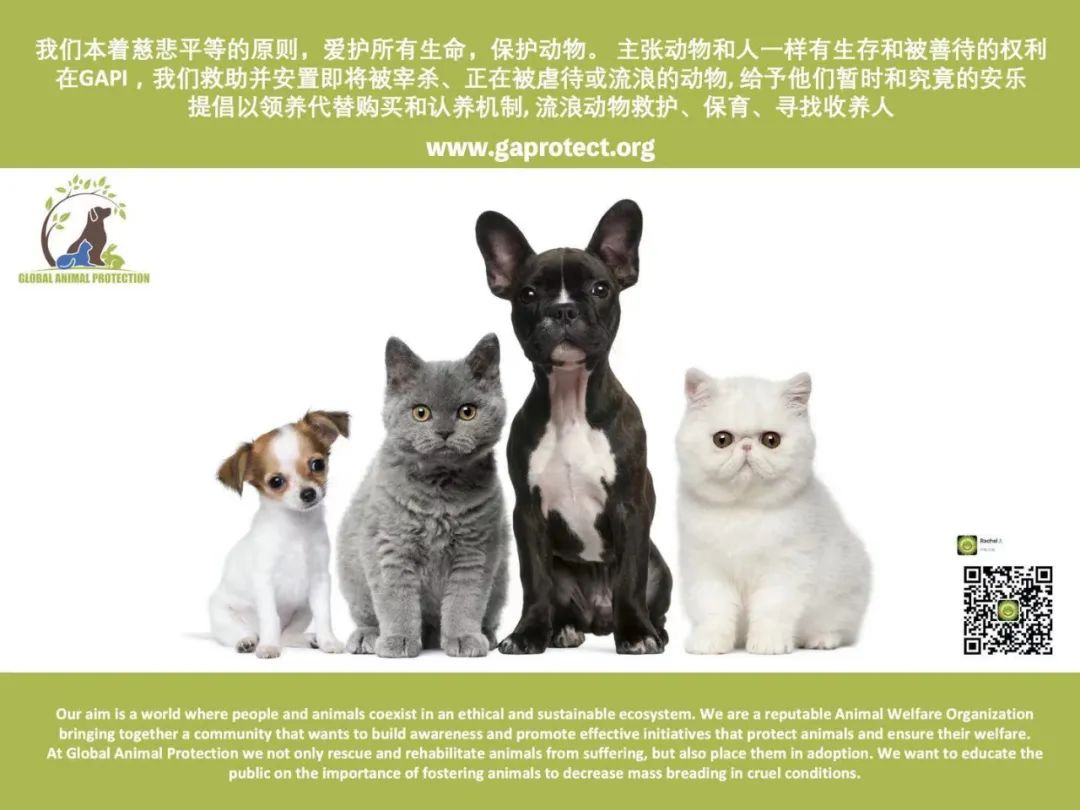 我们本着慈悲平等的原则，爱护所有生命，保护动物。 主张动物和人一样有生存和被善待的权利
在GAPI，我们救助并安置即将被宰杀、正在被虐待或流浪的动物, 给予他们暂时和究竟的安乐
提倡以领养代替购买和认养机制, 流浪动物救护、保育、寻找收养人
www.gaprotect.org
GLOBAL ANIMAL PROTECTION
Rachel
Our aim is a world where people and animals coexist in an ethical and sustainable ecosystem. We are a reputable Animal Welfare Organization
bringing together a community that wants to build awareness and promote effective initiatives that protect animals and ensure their welfare.
At Global Animal Protection we not only rescue and rehabilitate animals from suffering, but also place them in adoption. We want to educate the
public on the importance of fostering animals to decrease mass breading in cruel conditions.